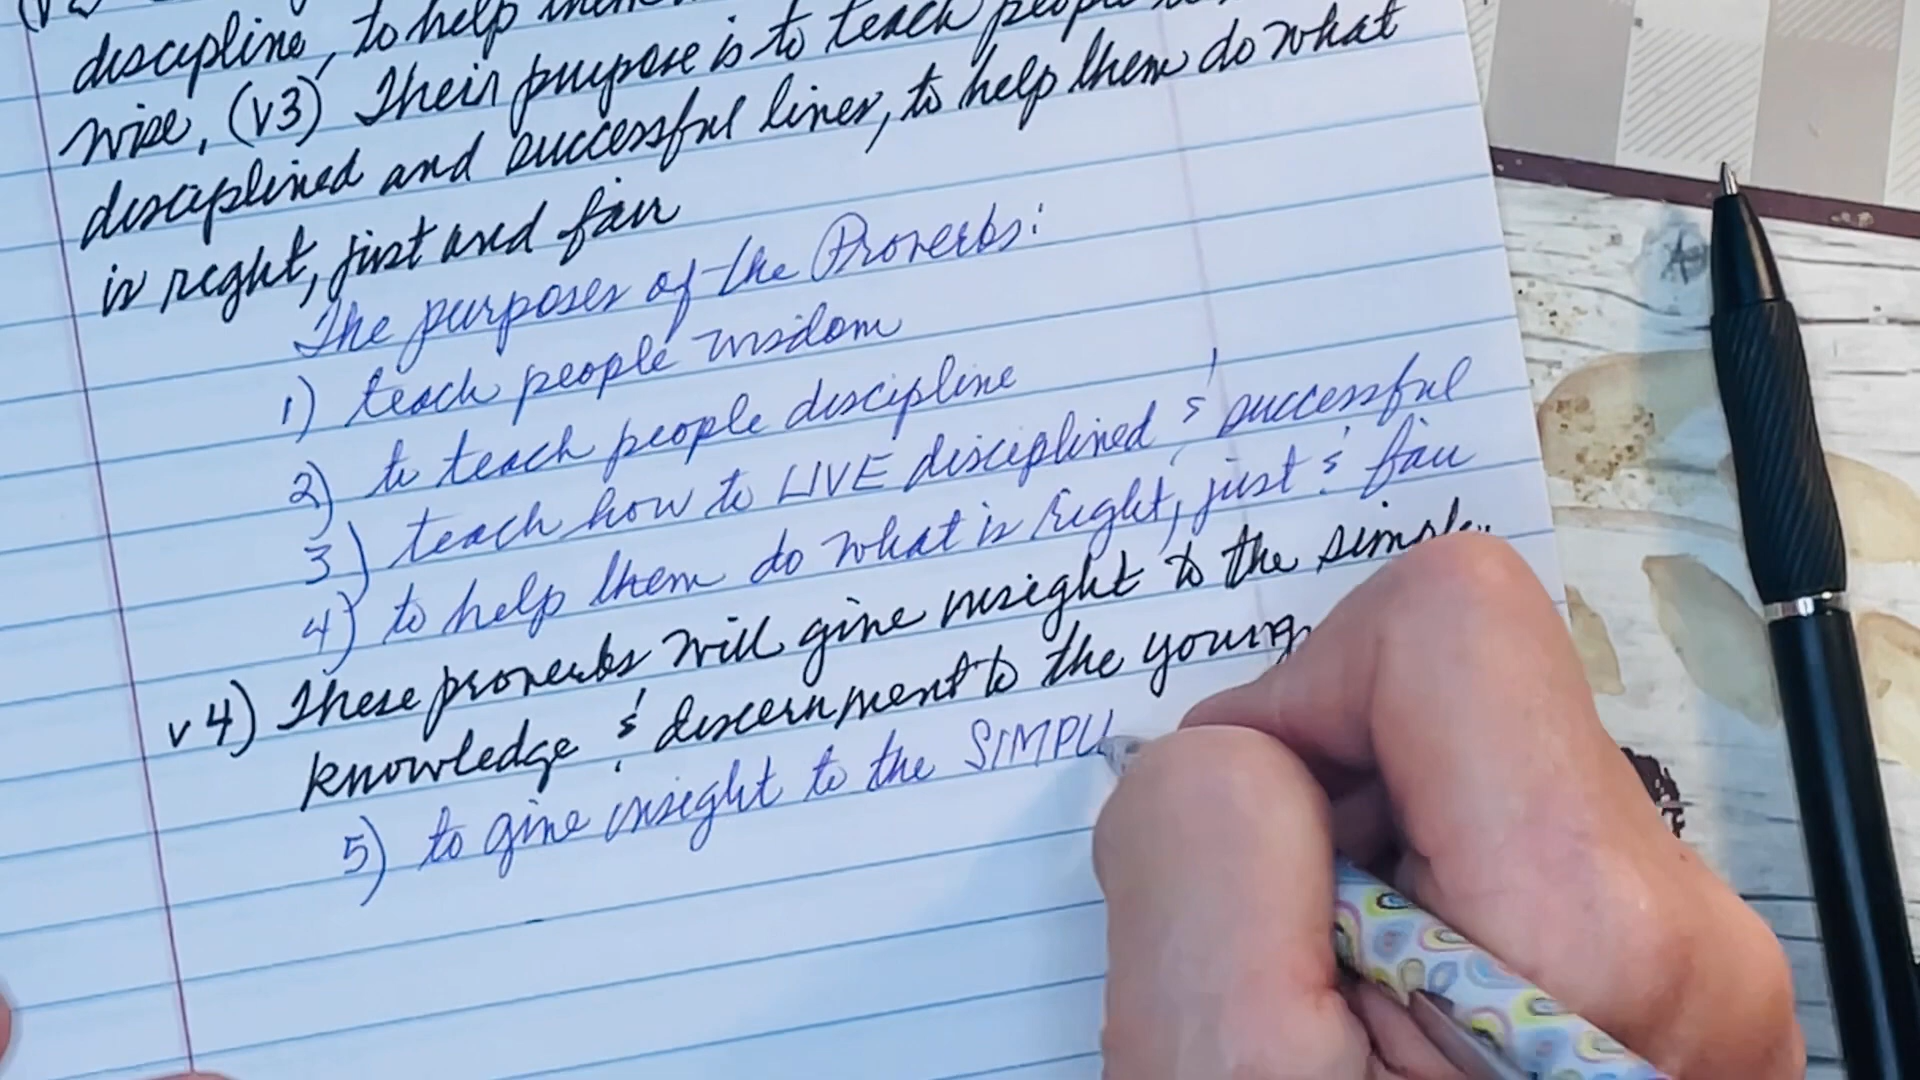 discipline, to help them
wise, (v3) Their purpose is to teach people
disciplined and successful lives, to help them do what
is right, just and fair
The purposes of the Proverbs:
1) teach people wisdom
2) to teach people discipline
3) teach how to LIVE disciplined & successful
4) to help them do what is right, just & fair
v4) These proverbs will give insight to the simple,
knowledge & discernment to the young
5) to give insight to the SIMPL